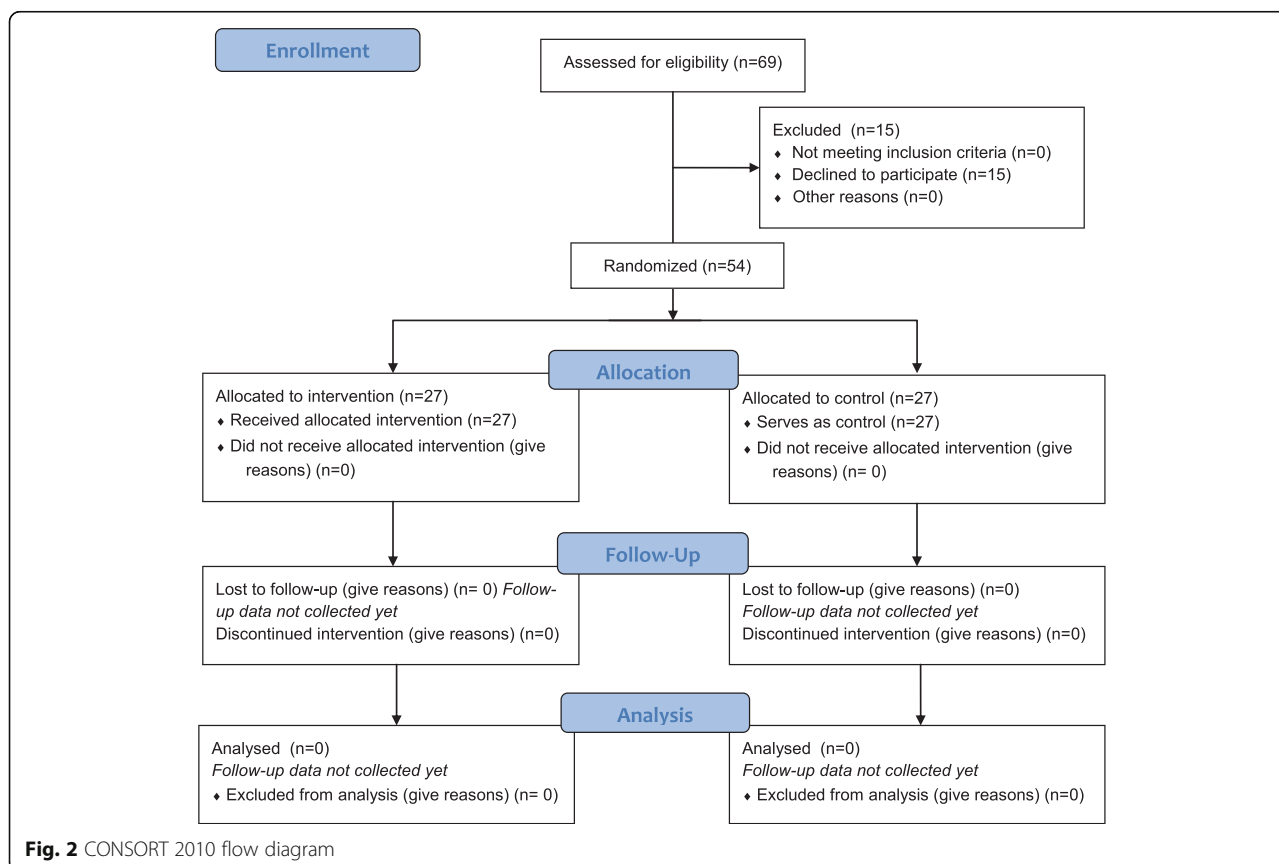 Enrollment
Assessed for eligibility (n=69)
Excluded (n=15)
♦ Not meeting inclusion criteria (n=0)
♦ Declined to participate (n=15)
♦ Other reasons (n=0)
Randomized (n=54)
Allocation
Allocated to intervention (n=27)
♦ Received allocated intervention (n=27)
♦ Did not receive allocated intervention (give
reasons) (n=0)
Allocated to control (n=27)
♦ Serves as control (n=27)
♦ Did not receive allocated intervention (give
reasons) (n= 0)
Follow-Up
Lost to follow-up (give reasons) (n= 0) Follow-
up data not collected yet
Discontinued intervention (give reasons) (n=0)
Lost to follow-up (give reasons) (n=0)
Follow-up data not collected yet
Discontinued intervention (give reasons) (n=0)
Analysis
Analysed (n=0)
Follow-up data not collected yet
♦ Excluded from analysis (give reasons) (n= 0)
Analysed (n=0)
Follow-up data not collected yet
♦ Excluded from analysis (give reasons) (n=0)
Fig. 2 CONSORT 2010 flow diagram